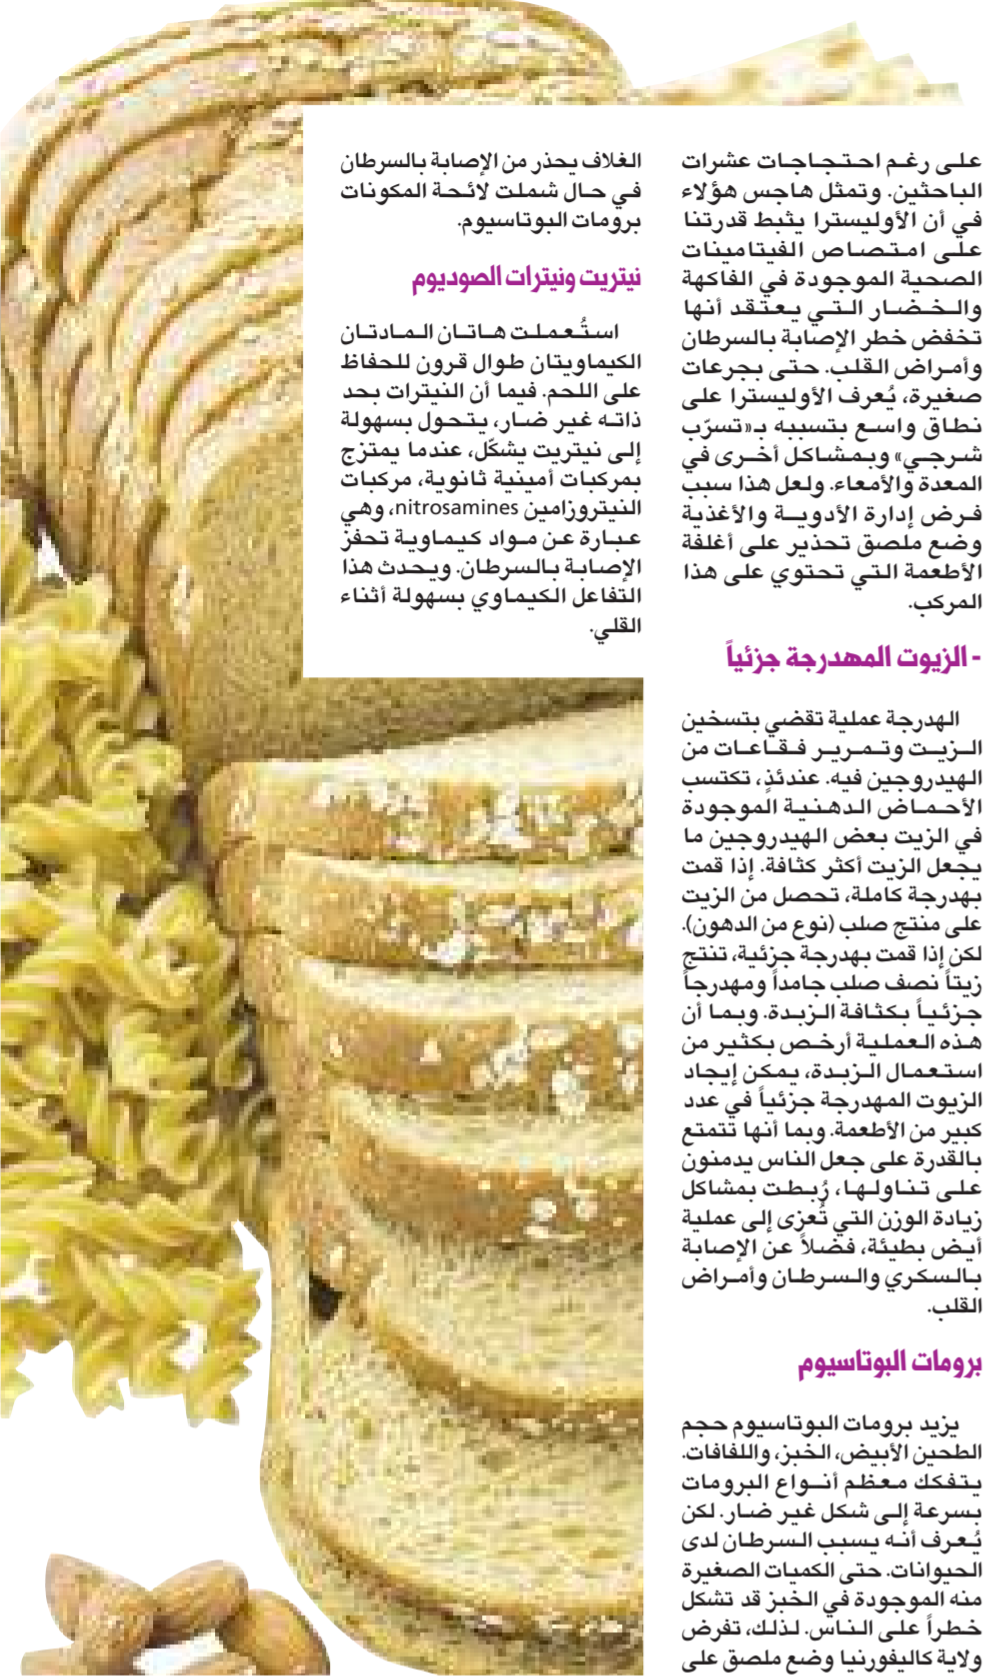 على رغم احتجاجات عشرات
الباحثين. وتمثل هاجس هؤلاء
في أن الأوليسترا يثبط قدرتنا
على امتصاص الفيتامينات
الصحية الموجودة في الفاكهة
والخضار التي يعتقد أنها
تخفض خطر الإصابة بالسرطان
وأمراض القلب. حتى بجرعات
صغيرة، يُعرف الأوليسترا على
نطاق واسع بتسببه بـ«تسرّب
شرجي» وبمشاكل أخرى في
المعدة والأمعاء. ولعل هذا سبب
فرض إدارة الأدوية والأغذية
وضع ملصق تحذير على أغلفة
الأطعمة التي تحتوي على هذا
المركب.
- الزيوت المهدرجة جزئياً
الهدرجة عملية تقضي بتسخين
الزيت وتمرير فقاعات من
الهيدروجين فيه. عندئذٍ، تكتسب
الأحماض الدهنية الموجودة
في الزيت بعض الهيدروجين ما
يجعل الزيت أكثر كثافة. إذا قمت
بهدرجة كاملة، تحصل من الزيت
على منتج صلب (نوع من الدهون).
لكن إذا قمت بهدرجة جزئية، تنتج
زيتاً نصف صلب جامداً ومهدرجاً
جزئياً بكثافة الزبدة. وبما أن
هذه العملية أرخص بكثير من
استعمال الزبدة، يمكن إيجاد
الزيوت المهدرجة جزئياً في عدد
كبير من الأطعمة. وبما أنها تتمتع
بالقدرة على جعل الناس يدمنون
على تناولها، رُبطت بمشاكل
زيادة الوزن التي تُعزى إلى عملية
أيض بطيئة، فضلاً عن الإصابة
بالسكري والسرطان وأمراض
القلب.
برومات البوتاسيوم
يزيد برومات البوتاسيوم حجم
الطحين الأبيض، الخبز، واللفافات.
يتفكك معظم أنواع البرومات
بسرعة إلى شكل غير ضار. لكن
يُعرف أنه يسبب السرطان لدى
الحيوانات. حتى الكميات الصغيرة
منه الموجودة في الخبز قد تشكل
خطراً على الناس. لذلك، تفرض
ولاية كاليفورنيا وضع ملصق على
الغلاف يحذر من الإصابة بالسرطان
في حال شملت لائحة المكونات
برومات البوتاسيوم.
نيتريت ونيترات الصوديوم
استُعملت هاتان المادتان
الكيماويتان طوال قرون للحفاظ
على اللحم. فيما أن النيترات بحد
ذاته غير ضار، يتحول بسهولة
إلى نيتريت يشكّل، عندما يمتزج
بمركبات أمينية ثانوية، مركبات
النيتروزامين nitrosamines، وهي
عبارة عن مواد كيماوية تحفز
الإصابة بالسرطان. ويحدث هذا
التفاعل الكيماوي بسهولة أثناء
القلي.